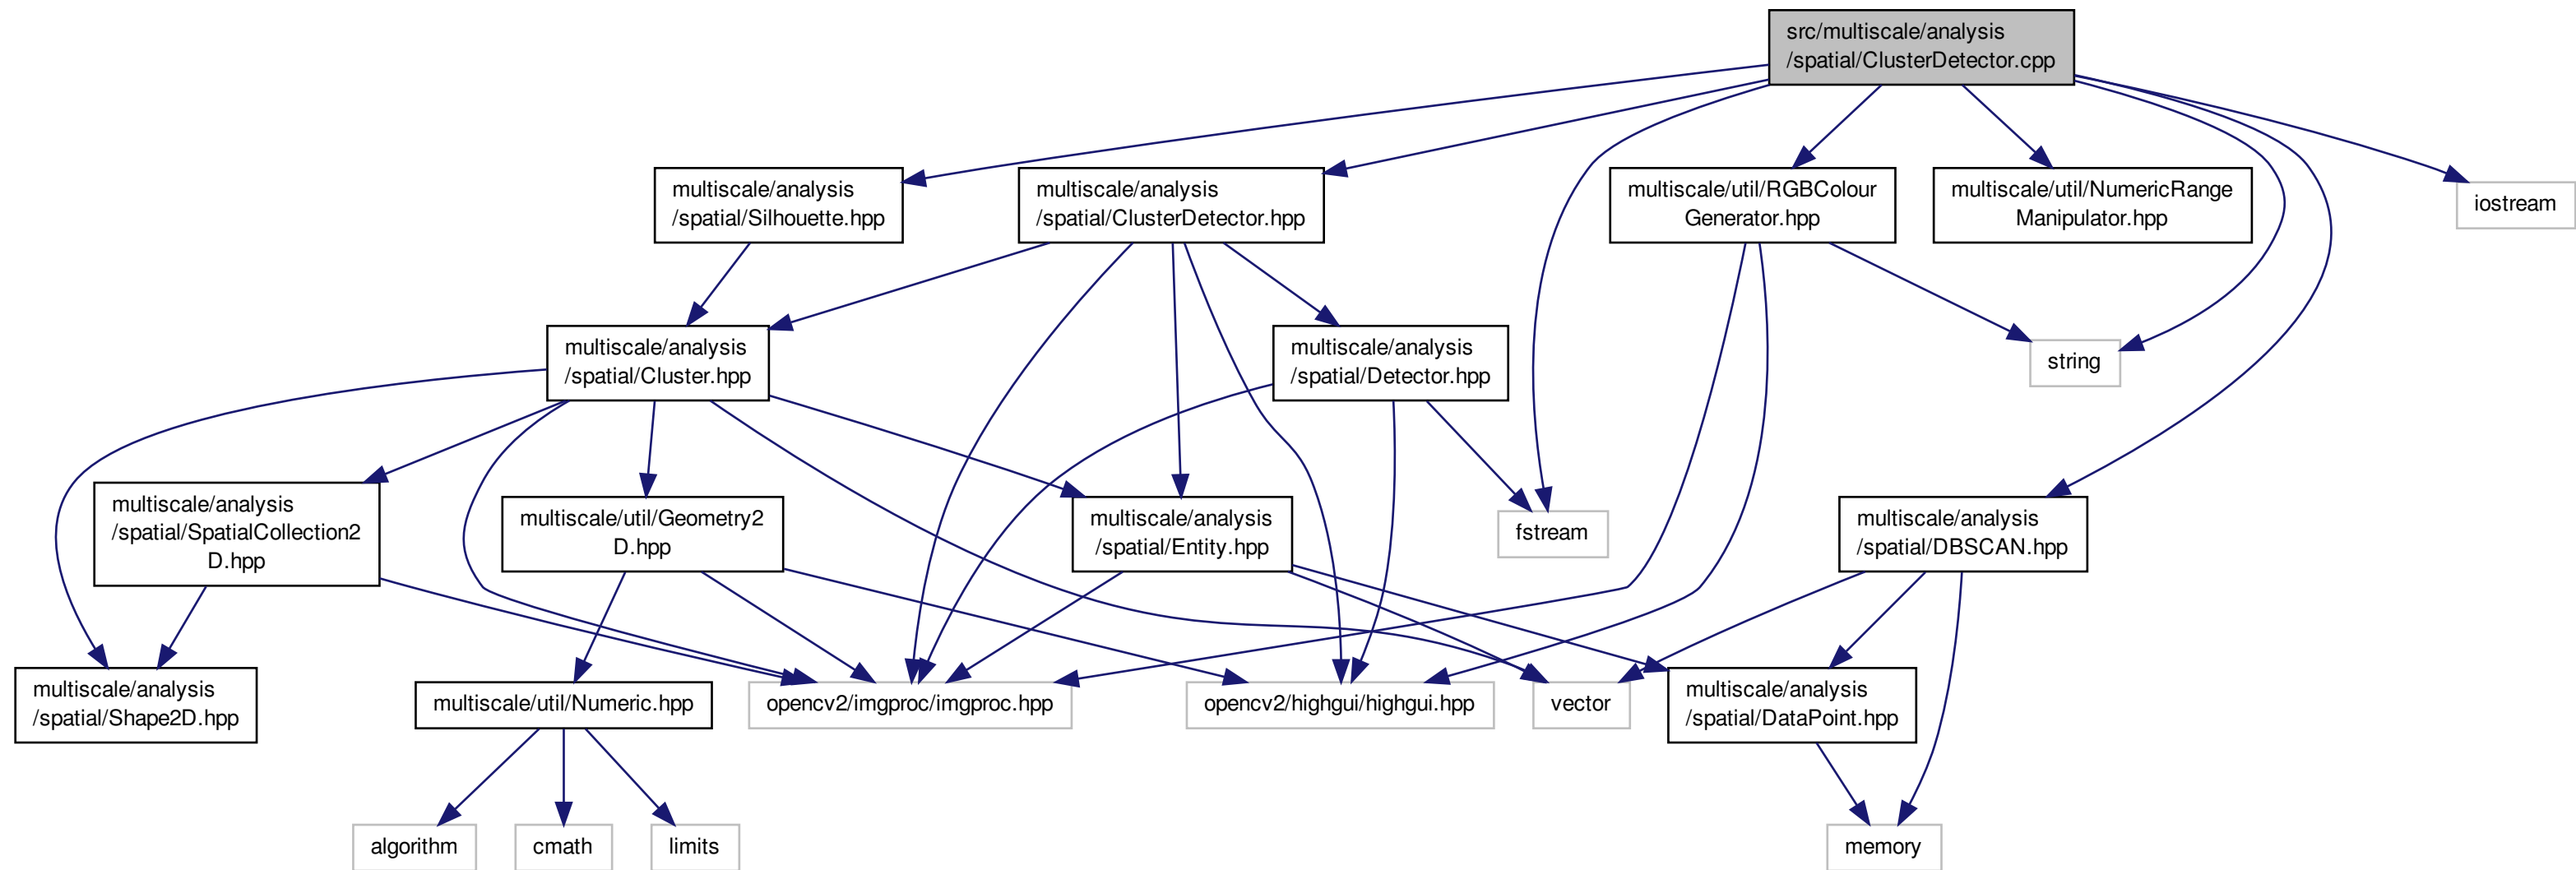 src/multiscale/analysis
/spatial/ClusterDetector.cpp
multiscale/analysis
/spatial/Silhouette.hpp
multiscale/analysis
/spatial/ClusterDetector.hpp
multiscale/util/RGBColour
Generator.hpp
multiscale/util/NumericRange
Manipulator.hpp
iostream
multiscale/analysis
/spatial/Cluster.hpp
multiscale/analysis
/spatial/Detector.hpp
string
multiscale/analysis
/spatial/SpatialCollection2
D.hpp
multiscale/util/Geometry2
D.hpp
multiscale/analysis
/spatial/Entity.hpp
fstream
multiscale/analysis
/spatial/DBSCAN.hpp
multiscale/analysis
/spatial/Shape2D.hpp
multiscale/util/Numeric.hpp
opencv2/imgproc/imgproc.hpp
opencv2/highgui/highgui.hpp
vector
multiscale/analysis
/spatial/DataPoint.hpp
algorithm
cmath
limits
memory